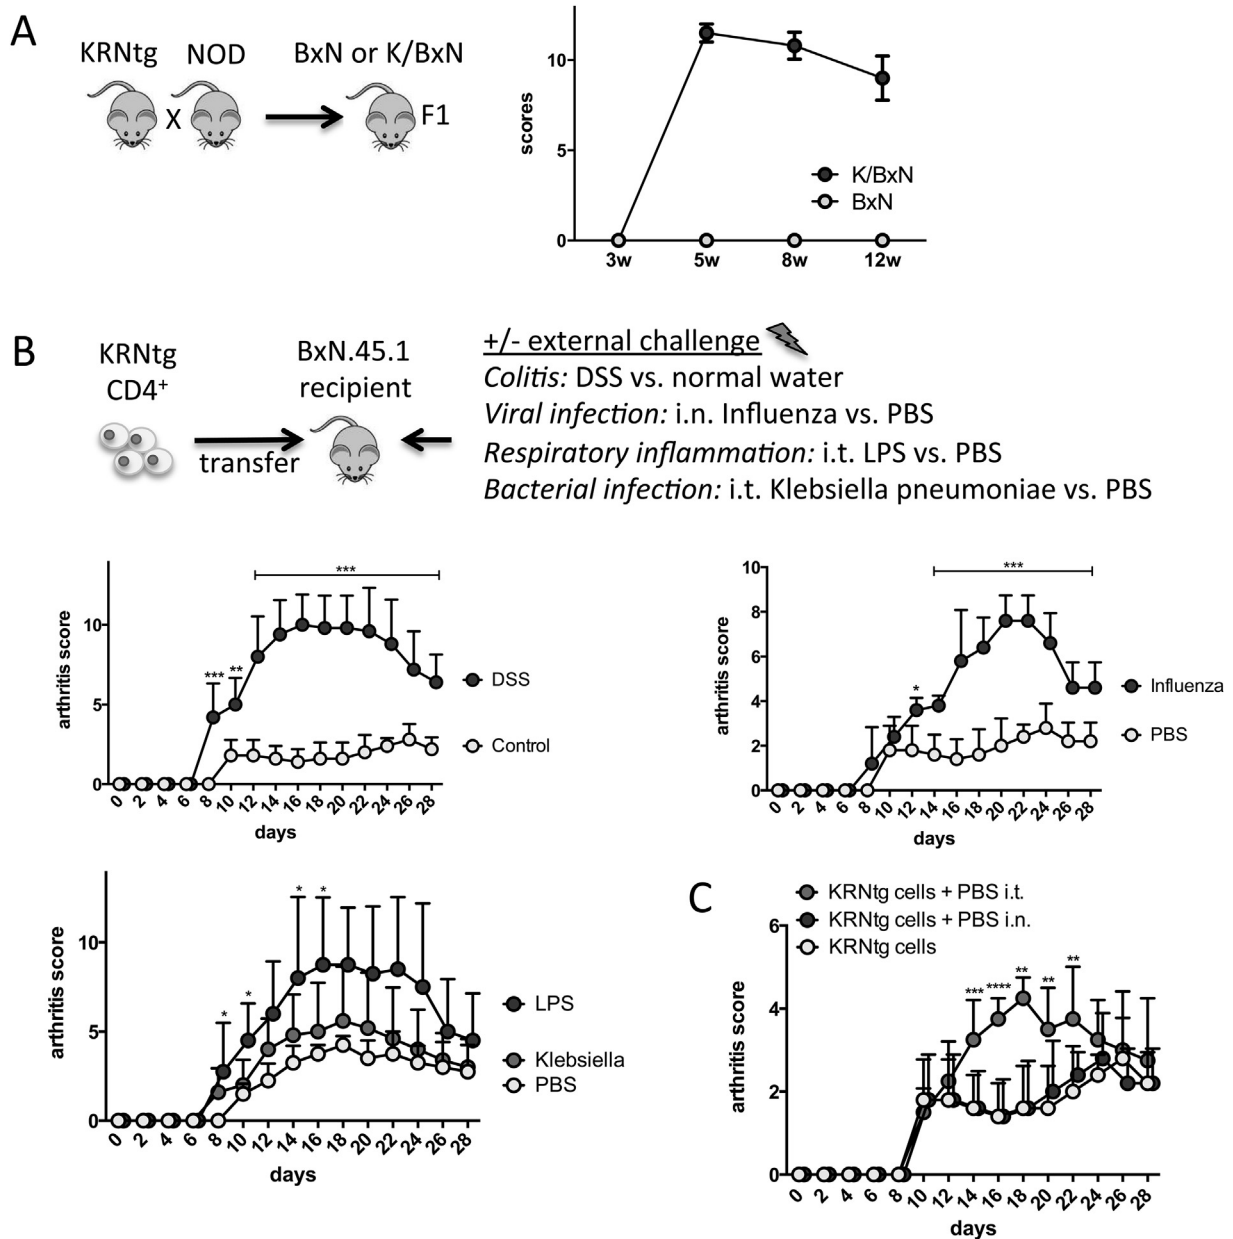 A
KRNtg NOD BxN or K/BxN
X F1
scores
10
5
0
3w 5w 8w 12w
K/BxN
BxN
B
KRNtg
CD4+
transfer
BxN.45.1
recipient
+/- external challenge
Colitis: DSS vs. normal water
Viral infection: i.n. Influenza vs. PBS
Respiratory inflammation: i.t. LPS vs. PBS
Bacterial infection: i.t. Klebsiella pneumoniae vs. PBS
arthritis score
10
5
0
*** ** ***
0 2 4 6 8 10 12 14 16 18 20 22 24 26 28
days
DSS
Control
arthritis score
10
8
6
4
2
0
* ***
0 2 4 6 8 10 12 14 16 18 20 22 24 26 28
days
Influenza
PBS
arthritis score
10
5
0
* * * *
0 2 4 6 8 10 12 14 16 18 20 22 24 26 28
days
LPS
Klebsiella
PBS
C
KRNtg cells + PBS i.t.
KRNtg cells + PBS i.n.
KRNtg cells
arthritis score
6
4
2
0
*** **** ** ** **
0 2 4 6 8 10 12 14 16 18 20 22 24 26 28
days